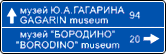 музей Ю.А.ГАГАРИНА
GAGARIN museum 94
музей "БОРОДИНО"
"BORODINO" museum 20